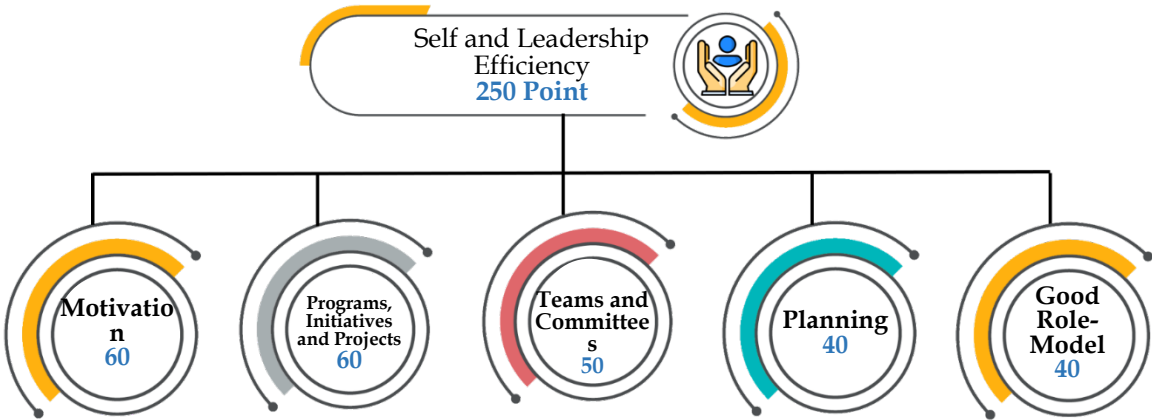 Self and Leadership
Efficiency
250 Point
Motivatio
n
60
Programs,
Initiatives
and Projects
60
Teams and
Committee
s
50
Planning
40
Good
Role-
Model
40